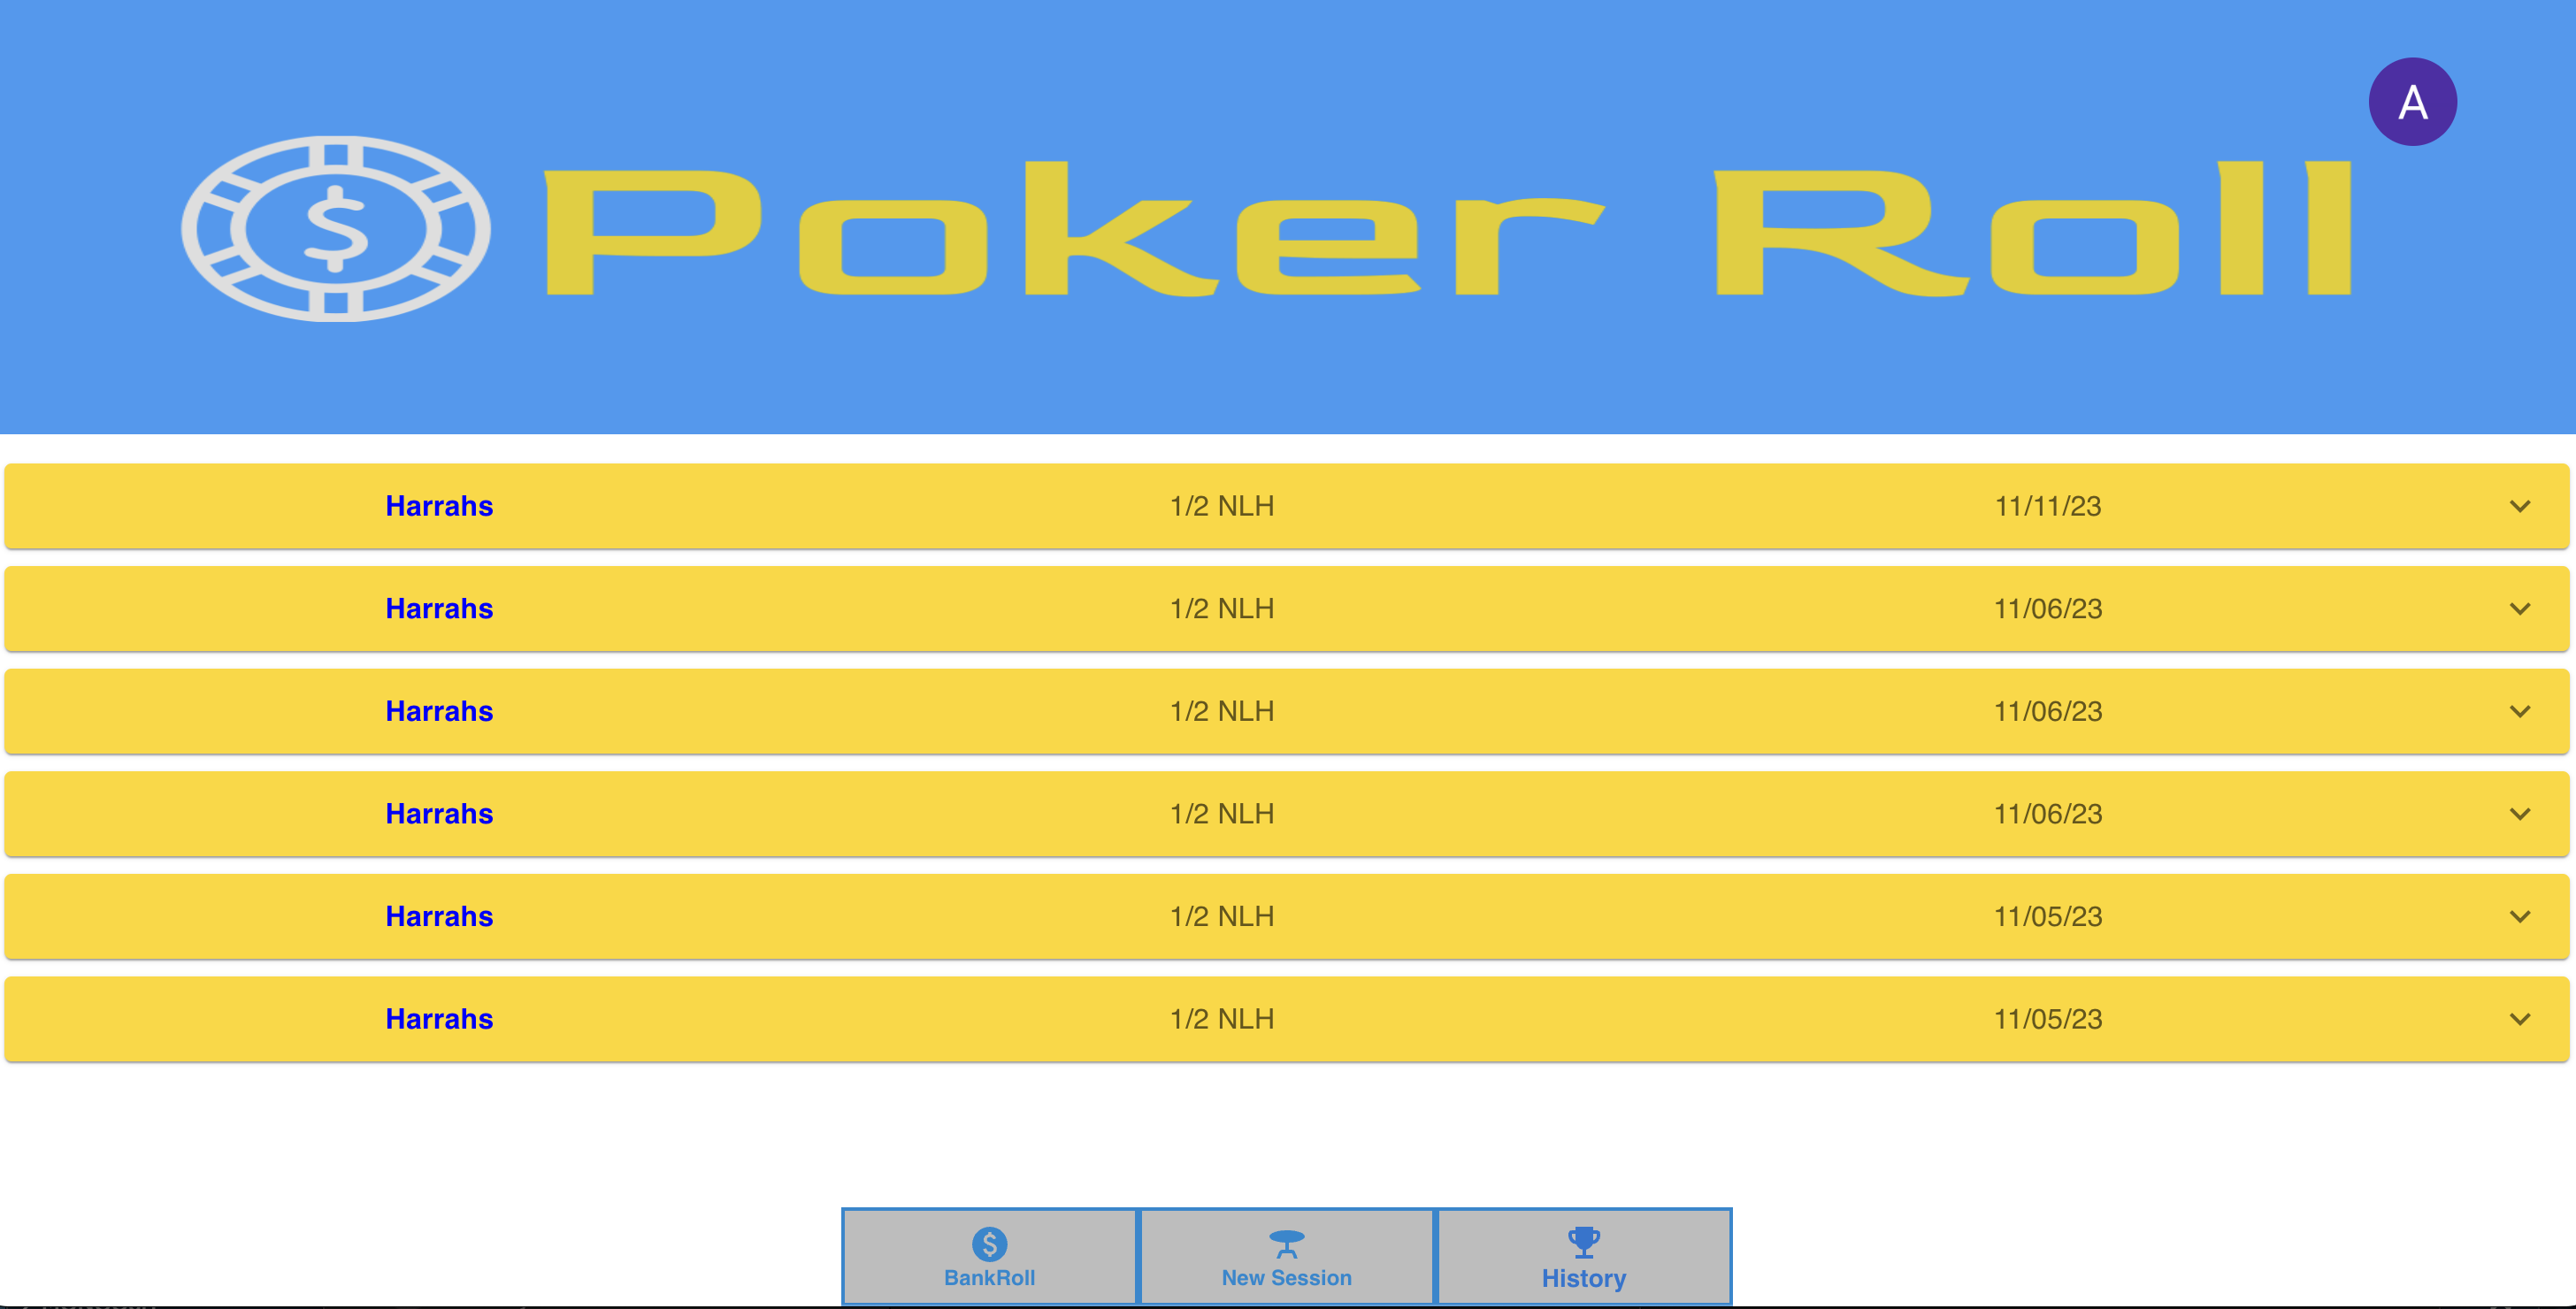 A
$ Poker Roll
Harrahs 1/2 NLH 11/11/23
Harrahs 1/2 NLH 11/06/23
Harrahs 1/2 NLH 11/06/23
Harrahs 1/2 NLH 11/06/23
Harrahs 1/2 NLH 11/05/23
Harrahs 1/2 NLH 11/05/23
$
BankRoll New Session History